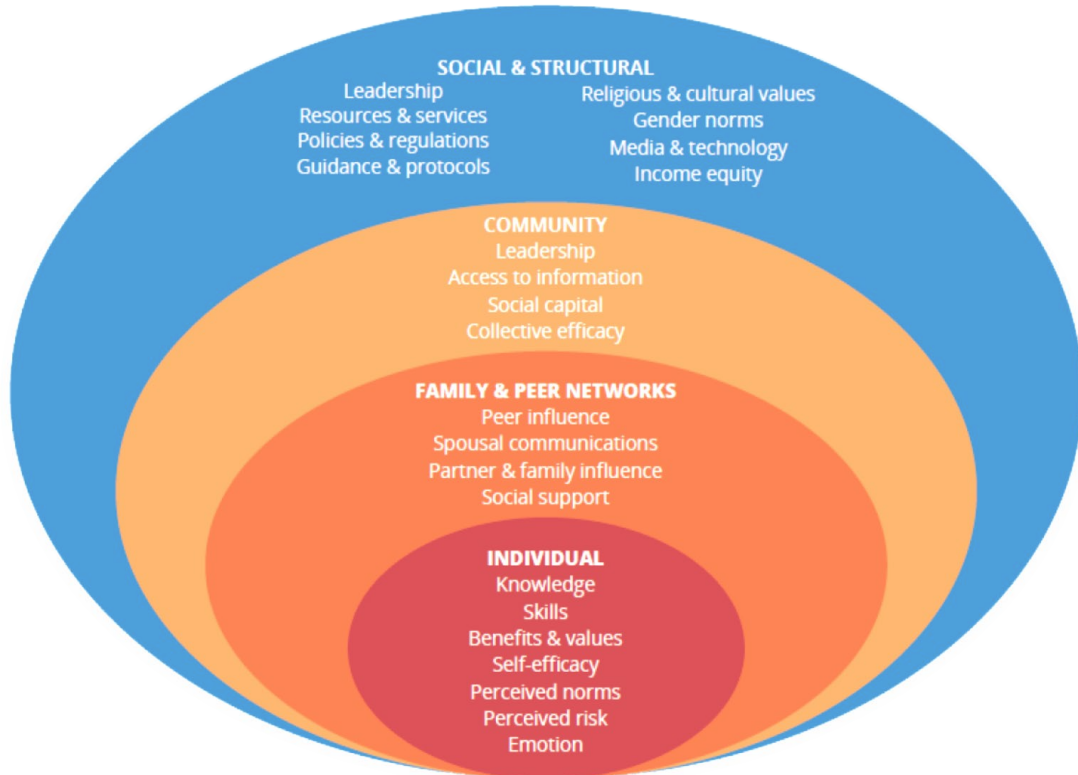 SOCIAL & STRUCTURAL
Leadership
Resources & services
Policies & regulations
Guidance & protocols
Religious & cultural values
Gender norms
Media & technology
Income equity
COMMUNITY
Leadership
Access to information
Social capital
Collective efficacy
FAMILY & PEER NETWORKS
Peer influence
Spousal communications
Partner & family influence
Social support
INDIVIDUAL
Knowledge
Skills
Benefits & values
Self-efficacy
Perceived norms
Perceived risk
Emotion